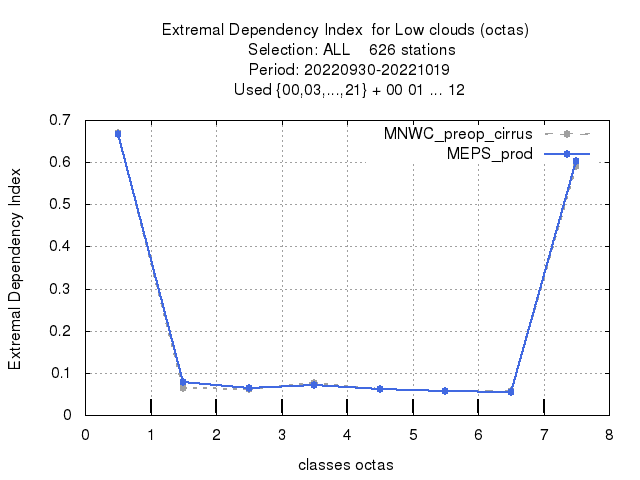 Extremal Dependency Index  for Low clouds (octas)
Selection: ALL    626 stations
Period: 20220930-20221019
Used {00,03,...,21} + 00 01 ... 12
MNWC_preop_cirrus
MEPS_prod
Extremal Dependency Index
0.7
0.6
0.5
0.4
0.3
0.2
0.1
0
0 1 2 3 4 5 6 7 8
classes octas